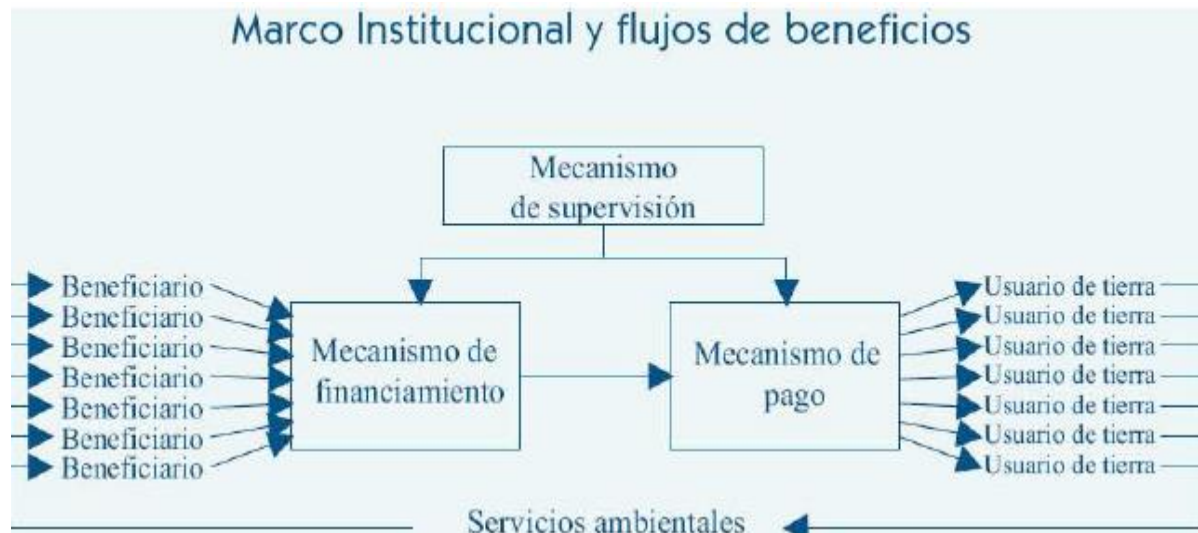 Marco Institucional y flujos de beneficios
Mecanismo
de supervisión
Beneficiario
Beneficiario
Beneficiario
Beneficiario
Beneficiario
Beneficiario
Beneficiario
Mecanismo de
financiamiento
Mecanismo de
pago
Usuario de tierra
Usuario de tierra
Usuario de tierra
Usuario de tierra
Usuario de tierra
Usuario de tierra
Usuario de tierra
Servicios ambientales